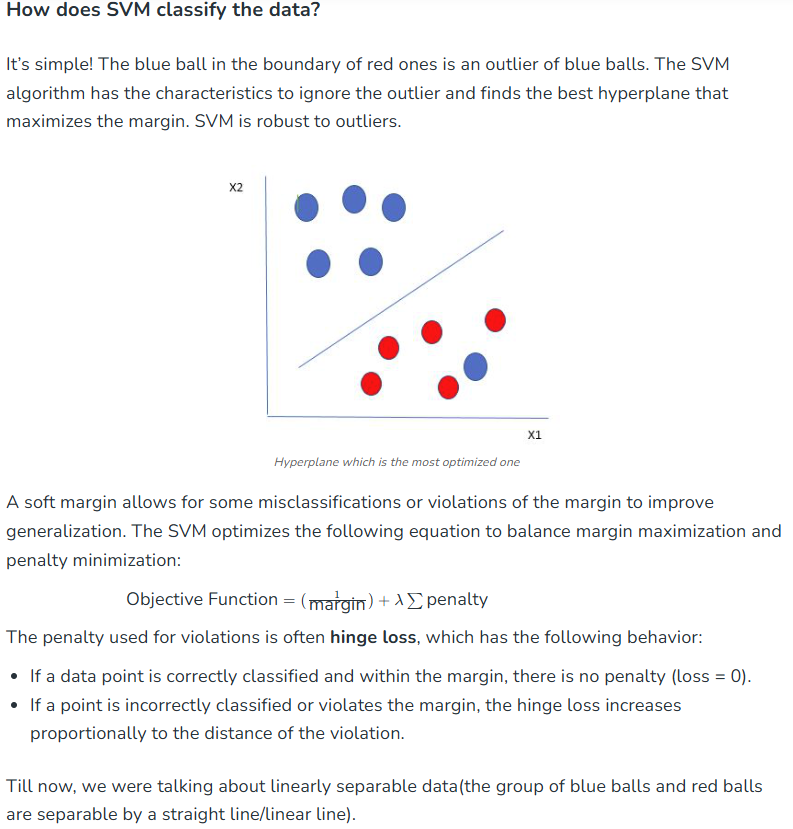 How does SVM classify the data?
It's simple! The blue ball in the boundary of red ones is an outlier of blue balls. The SVM
algorithm has the characteristics to ignore the outlier and finds the best hyperplane that
maximizes the margin. SVM is robust to outliers.
X2
X1
Hyperplane which is the most optimized one
A soft margin allows for some misclassifications or violations of the margin to improve
generalization. The SVM optimizes the following equation to balance margin maximization and
penalty minimization:
Objective Function = (1/margin) + λ∑ penalty
The penalty used for violations is often hinge loss, which has the following behavior:
• If a data point is correctly classified and within the margin, there is no penalty (loss = 0).
• If a point is incorrectly classified or violates the margin, the hinge loss increases
proportionally to the distance of the violation.
Till now, we were talking about linearly separable data(the group of blue balls and red balls
are separable by a straight line/linear line).